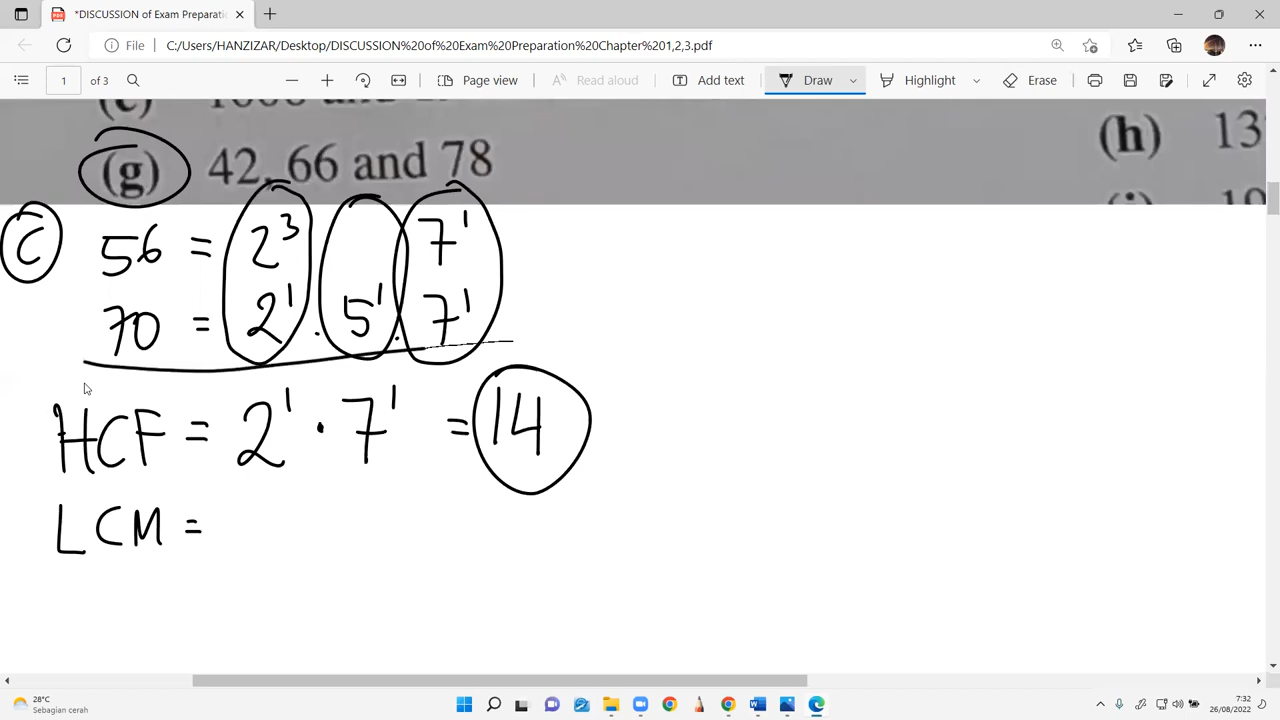 *DISCUSSION of Exam Preparati
File C:/Users/HANZIZAR/Desktop/DISCUSSION%20of%20Exam%20Preparation%20Chapter%201,2,3.pdf
1 of 3 Page view Read aloud Add text Draw Highlight Erase
(g) 42, 66 and 78
(h) 13
C 56 = 2³ 7¹
70 = 2¹ . 5¹ . 7¹
HCF = 2¹ · 7¹ = 14
LCM =
28°C
Sebagian cerah
7:32
26/08/2022